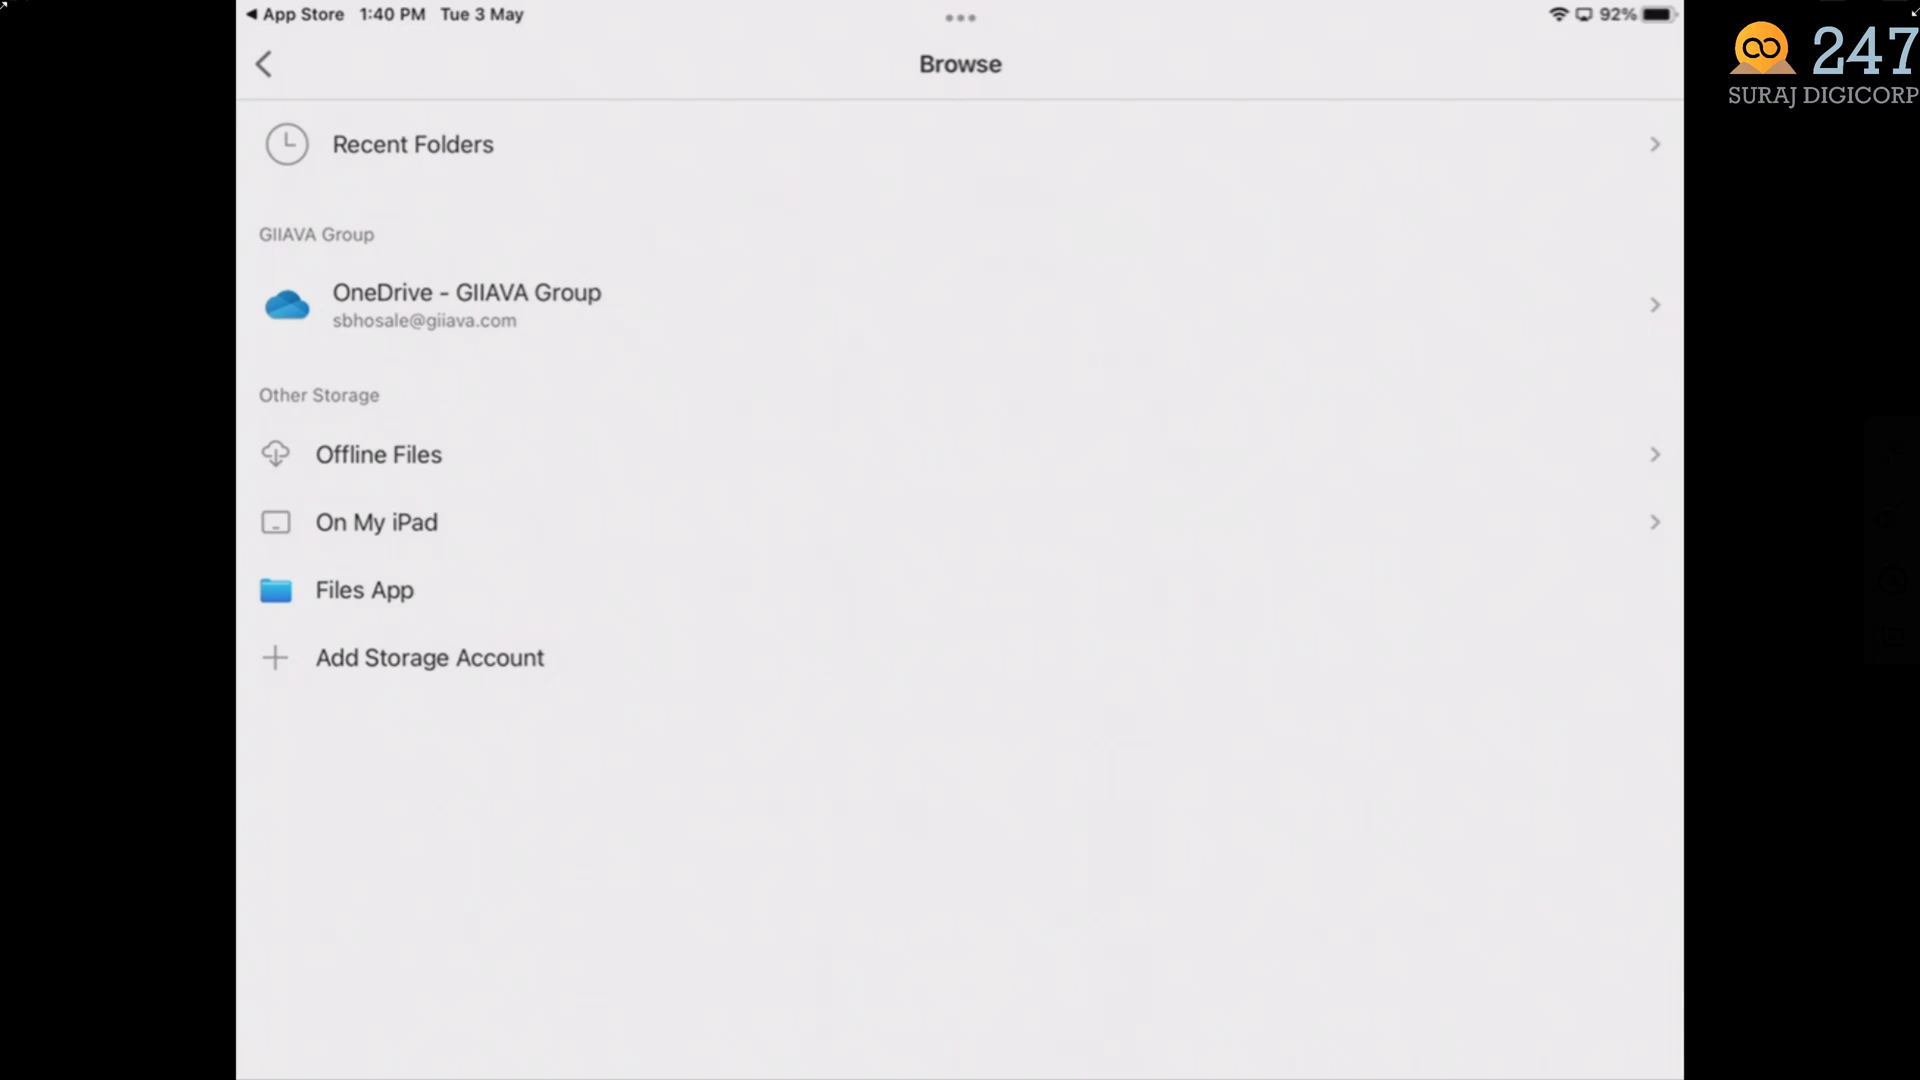 ◀ App Store 1:40 PM Tue 3 May
92%
247
SURAJ DIGICORP
Browse
Recent Folders
GIIAVA Group
OneDrive - GIIAVA Group
sbhosale@giiava.com
Other Storage
Offline Files
On My iPad
Files App
Add Storage Account